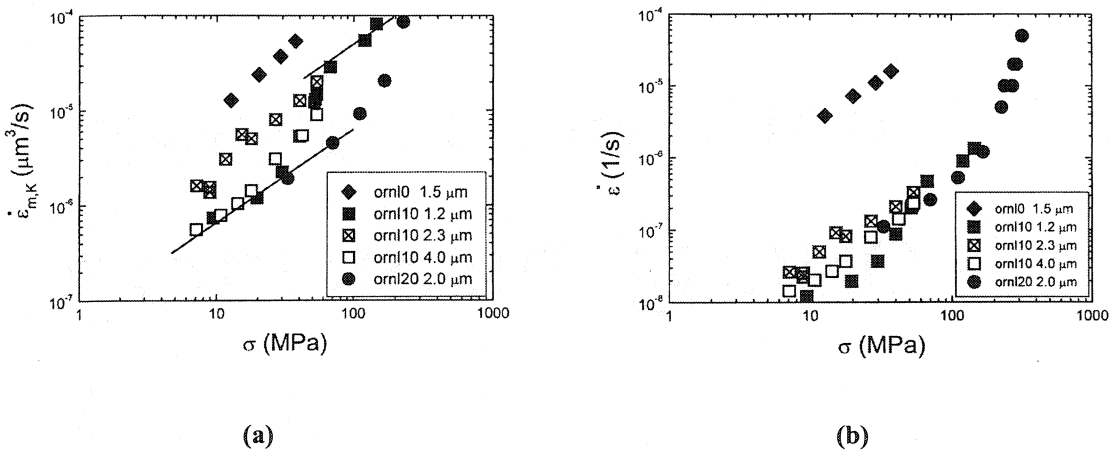 10⁻⁴
10⁻⁵
10⁻⁶
10⁻⁷
ε̇m,K (μm³/s)
ornl0 1.5 μm
ornl10 1.2 μm
ornl10 2.3 μm
ornl10 4.0 μm
ornl20 2.0 μm
1 10 100 1000
σ (MPa)
(a)
10⁻⁴
10⁻⁵
10⁻⁶
10⁻⁷
10⁻⁸
ε̇ (1/s)
ornl0 1.5 μm
ornl10 1.2 μm
ornl10 2.3 μm
ornl10 4.0 μm
ornl20 2.0 μm
1 10 100 1000
σ (MPa)
(b)